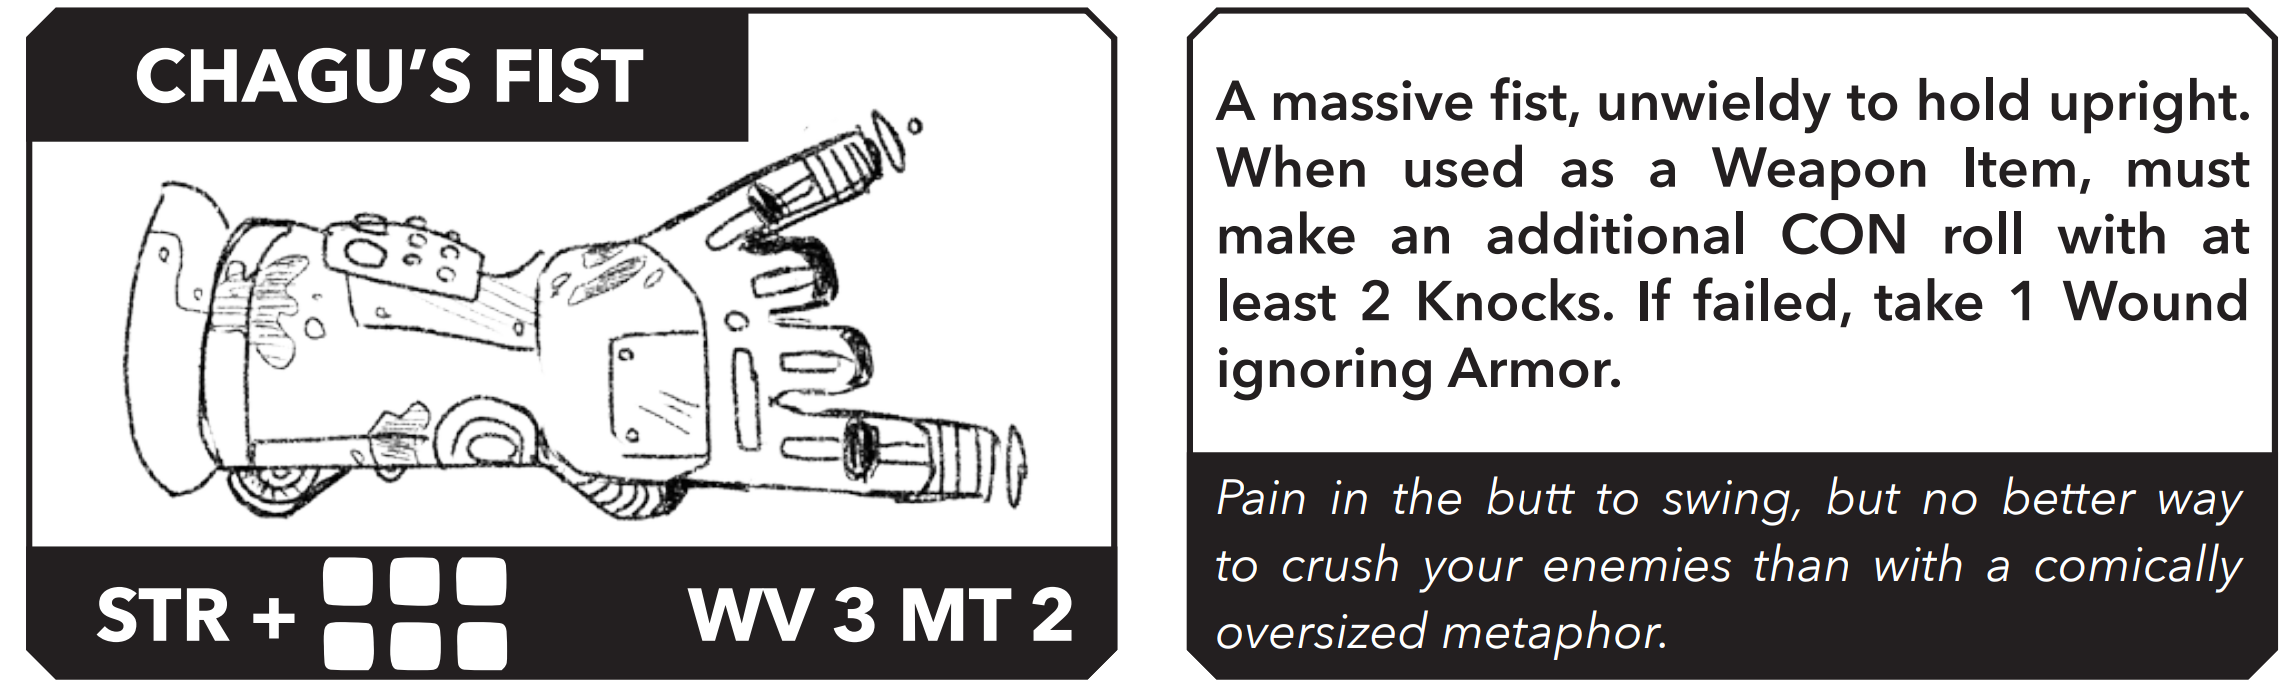 CHAGU'S FIST
STR +
WV 3 MT 2
A massive fist, unwieldy to hold upright.
When used as a Weapon Item, must
make an additional CON roll with at
least 2 Knocks. If failed, take 1 Wound
ignoring Armor.
Pain in the butt to swing, but no better way
to crush your enemies than with a comically
oversized metaphor.